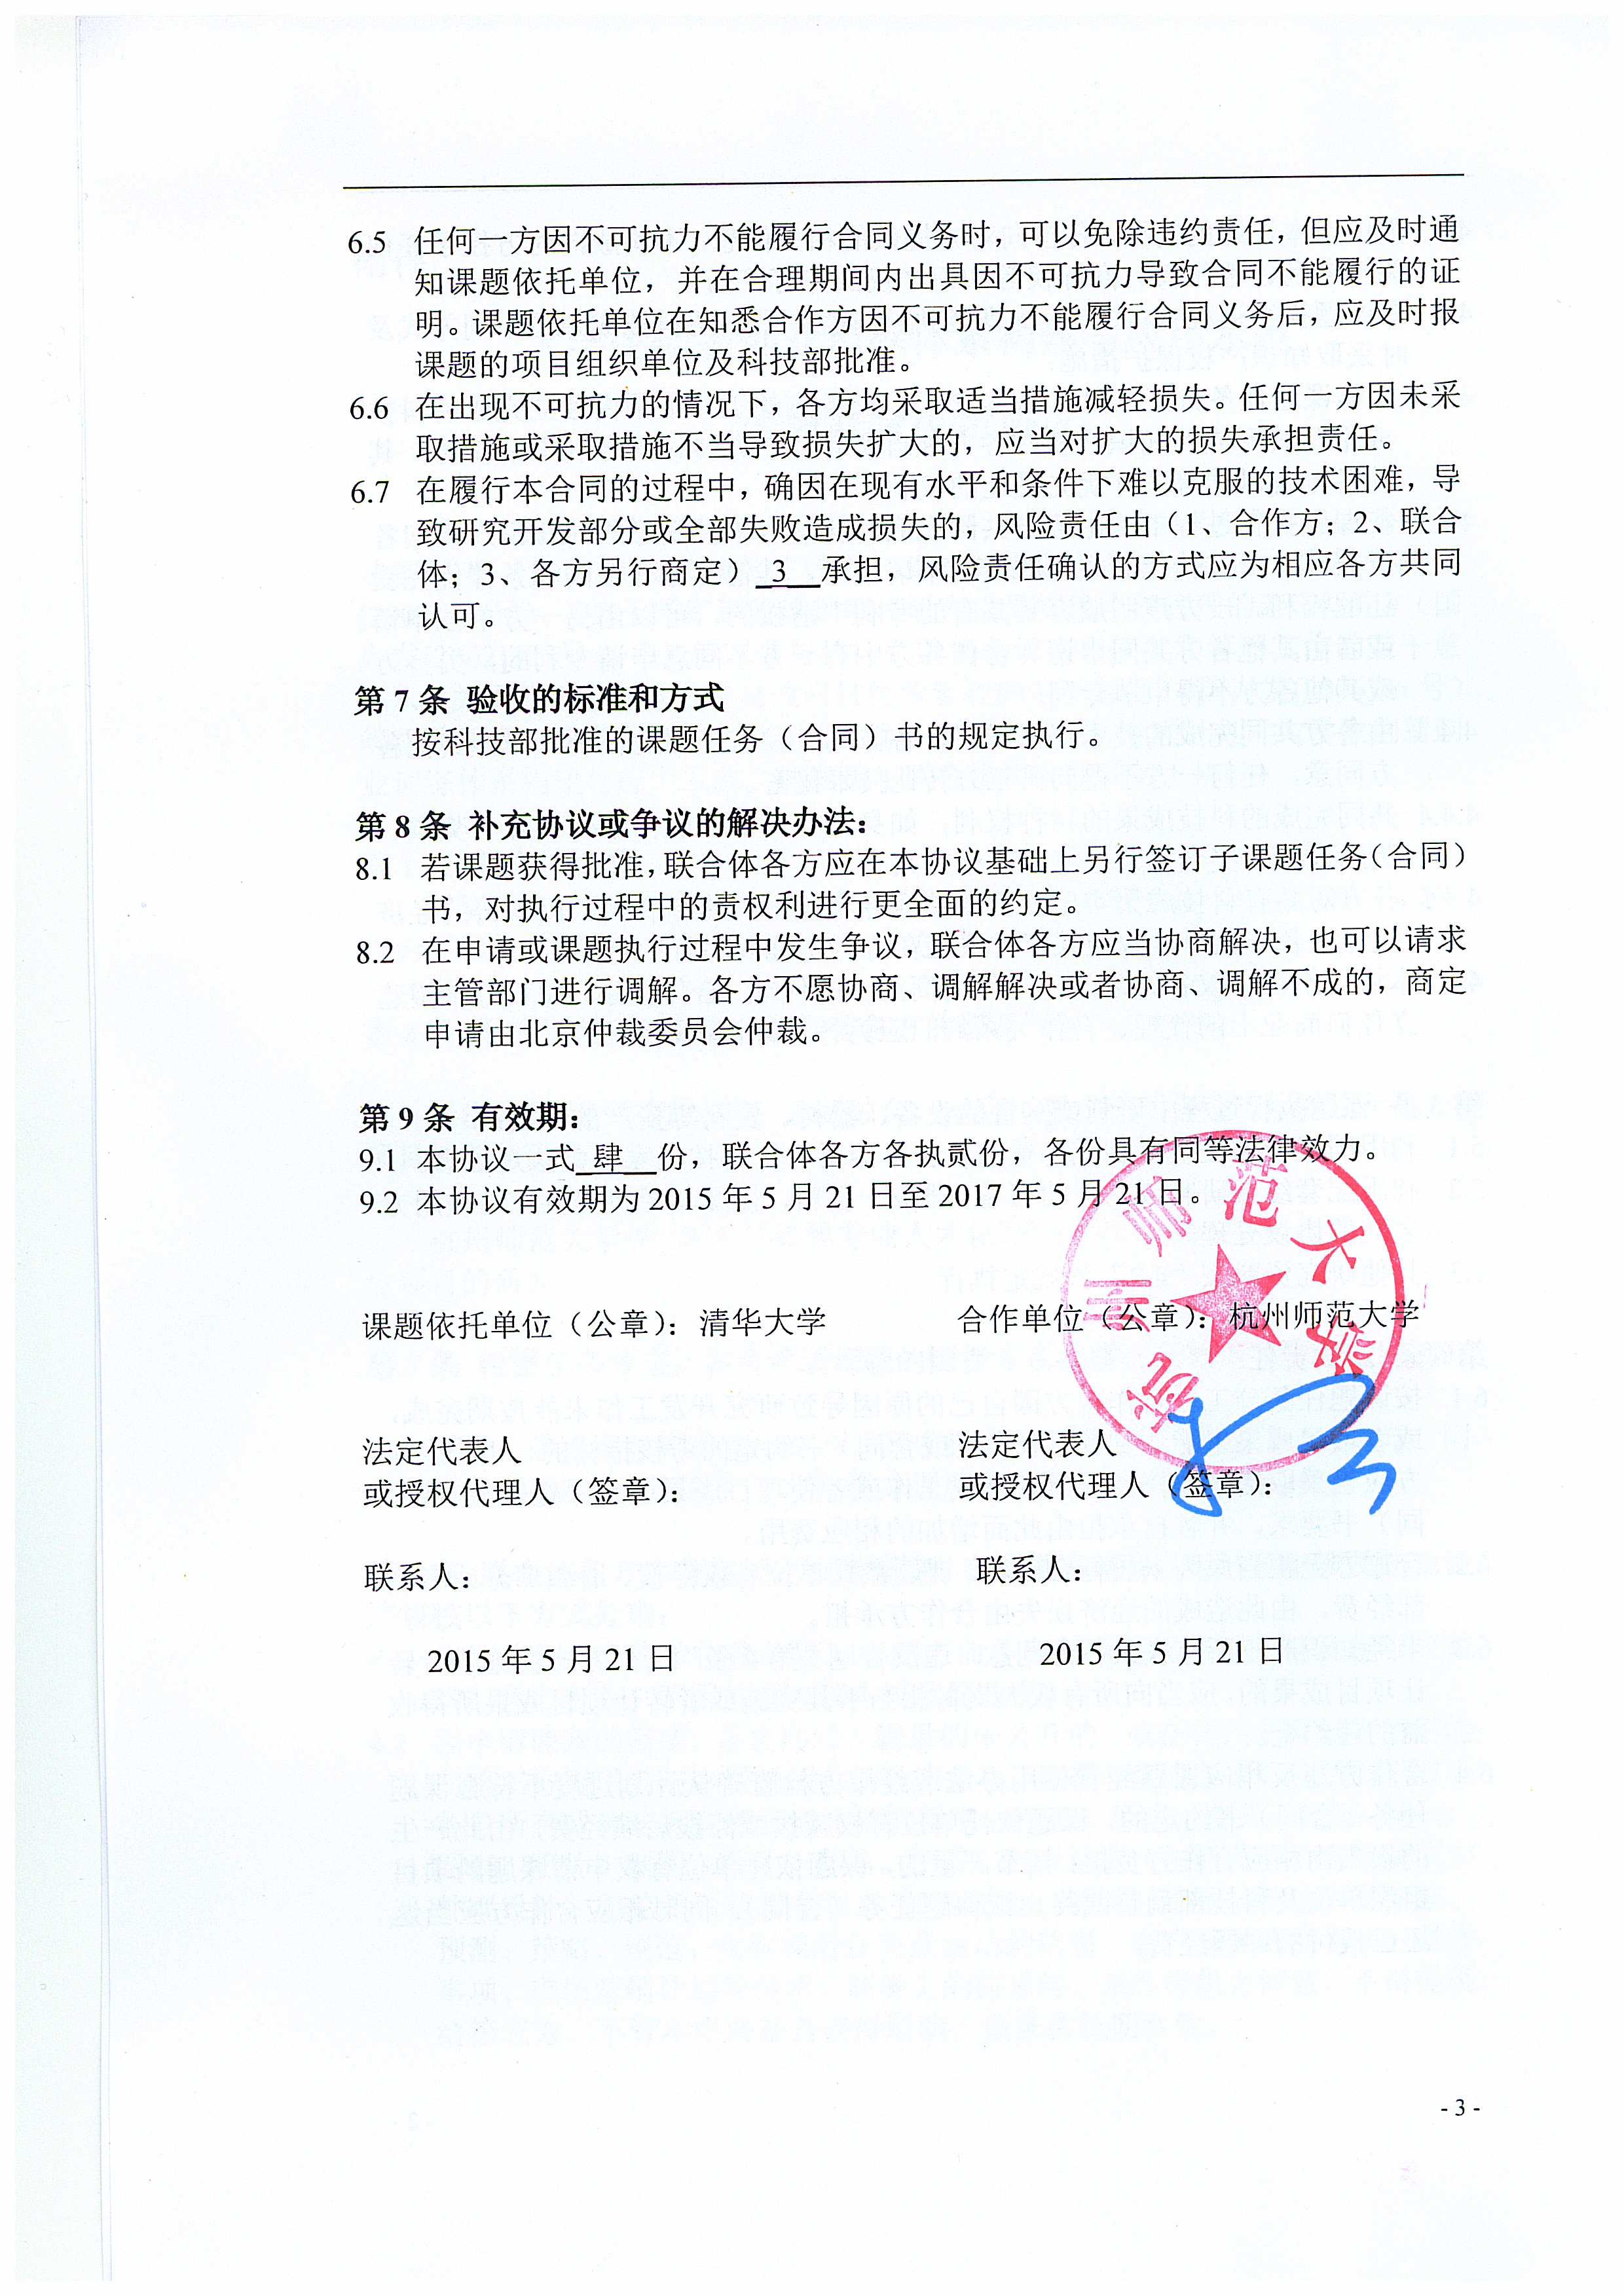 6.5 任何一方因不可抗力不能履行合同义务时，可以免除违约责任，但应及时通
知课题依托单位，并在合理期间内出具因不可抗力导致合同不能履行的证
明。课题依托单位在知悉合作方因不可抗力不能履行合同义务后，应及时报
课题的项目组织单位及科技部批准。
6.6 在出现不可抗力的情况下，各方均采取适当措施减轻损失。任何一方因未采
取措施或采取措施不当导致损失扩大的，应当对扩大的损失承担责任。
6.7 在履行本合同的过程中，确因在现有水平和条件下难以克服的技术困难，导
致研究开发部分或全部失败造成损失的，风险责任由（1、合作方；2、联合
体；3、各方另行商定） 3 承担，风险责任确认的方式应为相应各方共同
认可。
第 7 条 验收的标准和方式
按科技部批准的课题任务（合同）书的规定执行。
第 8 条 补充协议或争议的解决办法：
8.1 若课题获得批准，联合体各方应在本协议基础上另行签订子课题任务（合同）
书，对执行过程中的责权利进行更全面的约定。
8.2 在申请或课题执行过程中发生争议，联合体各方应当协商解决，也可以请求
主管部门进行调解。各方不愿协商、调解解决或者协商、调解不成的，商定
申请由北京仲裁委员会仲裁。
第 9 条 有效期：
9.1 本协议一式 肆 份，联合体各方各执贰份，各份具有同等法律效力。
9.2 本协议有效期为 2015 年 5 月 21 日至 2017 年 5 月 21 日。
杭州师范大学
课题依托单位（公章）：清华大学
合作单位（公章）：杭州师范大学
法定代表人
或授权代理人（签章）：
法定代表人
或授权代理人（签章）：
联系人：
联系人：
2015 年 5 月 21 日
2015 年 5 月 21 日
- 3 -